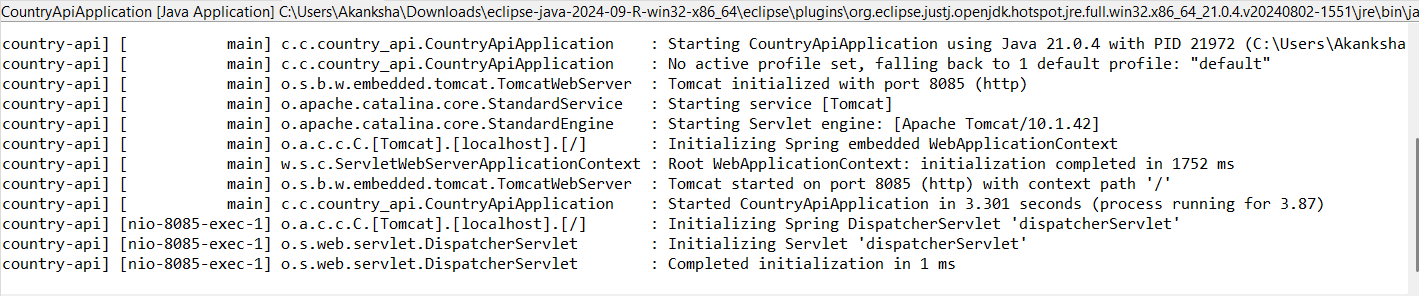 CountryApiApplication [Java Application] C:\Users\Akanksha\Downloads\eclipse-java-2024-09-R-win32-x86_64\eclipse\plugins\org.eclipse.justj.openjdk.hotspot.jre.full.win32.x86_64_21.0.4.v20240802-1551\jre\bin\ja
country-api] [           main] c.c.country_api.CountryApiApplication    : Starting CountryApiApplication using Java 21.0.4 with PID 21972 (C:\Users\Akanksha
country-api] [           main] c.c.country_api.CountryApiApplication    : No active profile set, falling back to 1 default profile: "default"
country-api] [           main] o.s.b.w.embedded.tomcat.TomcatWebServer  : Tomcat initialized with port 8085 (http)
country-api] [           main] o.apache.catalina.core.StandardService   : Starting service [Tomcat]
country-api] [           main] o.apache.catalina.core.StandardEngine    : Starting Servlet engine: [Apache Tomcat/10.1.42]
country-api] [           main] o.a.c.c.C.[Tomcat].[localhost].[/]       : Initializing Spring embedded WebApplicationContext
country-api] [           main] w.s.c.ServletWebServerApplicationContext : Root WebApplicationContext: initialization completed in 1752 ms
country-api] [           main] o.s.b.w.embedded.tomcat.TomcatWebServer  : Tomcat started on port 8085 (http) with context path '/'
country-api] [           main] c.c.country_api.CountryApiApplication    : Started CountryApiApplication in 3.301 seconds (process running for 3.87)
country-api] [nio-8085-exec-1] o.a.c.c.C.[Tomcat].[localhost].[/]       : Initializing Spring DispatcherServlet 'dispatcherServlet'
country-api] [nio-8085-exec-1] o.s.web.servlet.DispatcherServlet        : Initializing Servlet 'dispatcherServlet'
country-api] [nio-8085-exec-1] o.s.web.servlet.DispatcherServlet        : Completed initialization in 1 ms